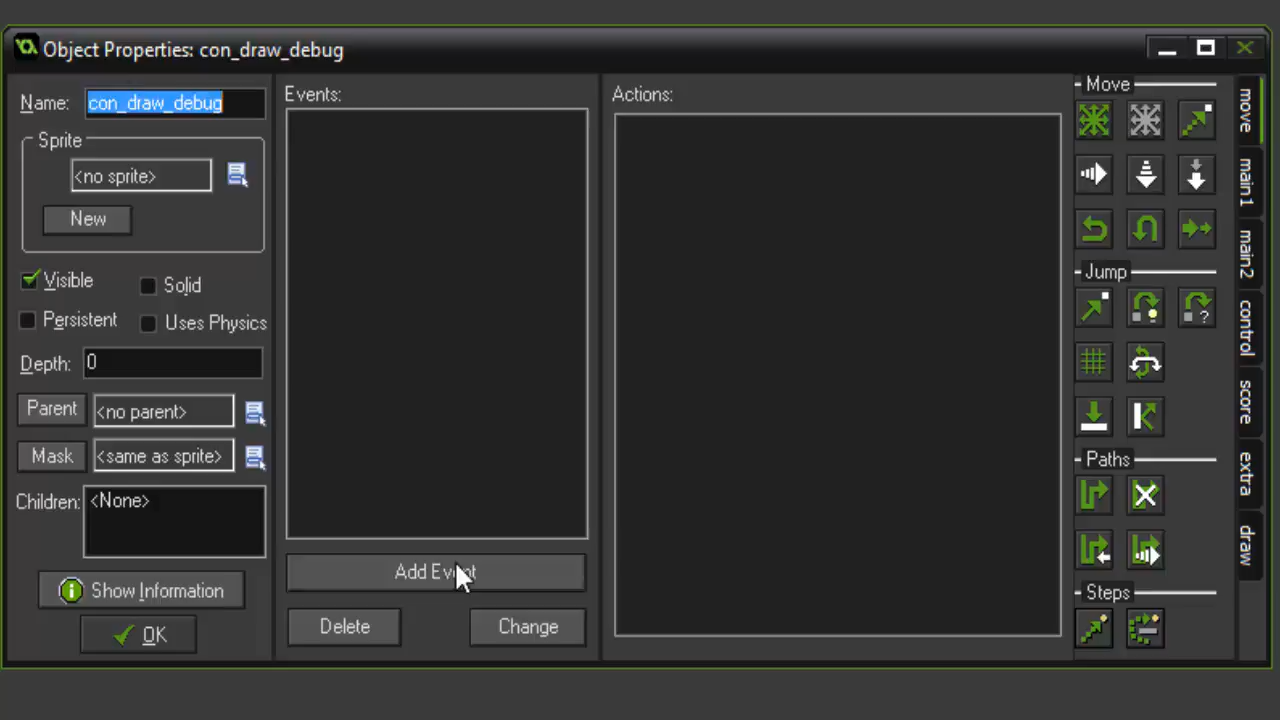 Object Properties: con_draw_debug
Name: con_draw_debug
Sprite
<no sprite>
New
Visible
Solid
Persistent
Uses Physics
Depth: 0
Parent <no parent>
Mask <same as sprite>
Children: <None>
Show Information
OK
Events:
Add Event
Delete
Change
Actions:
Move
Jump
?
Paths
Steps
move
main1
main2
control
score
extra
draw